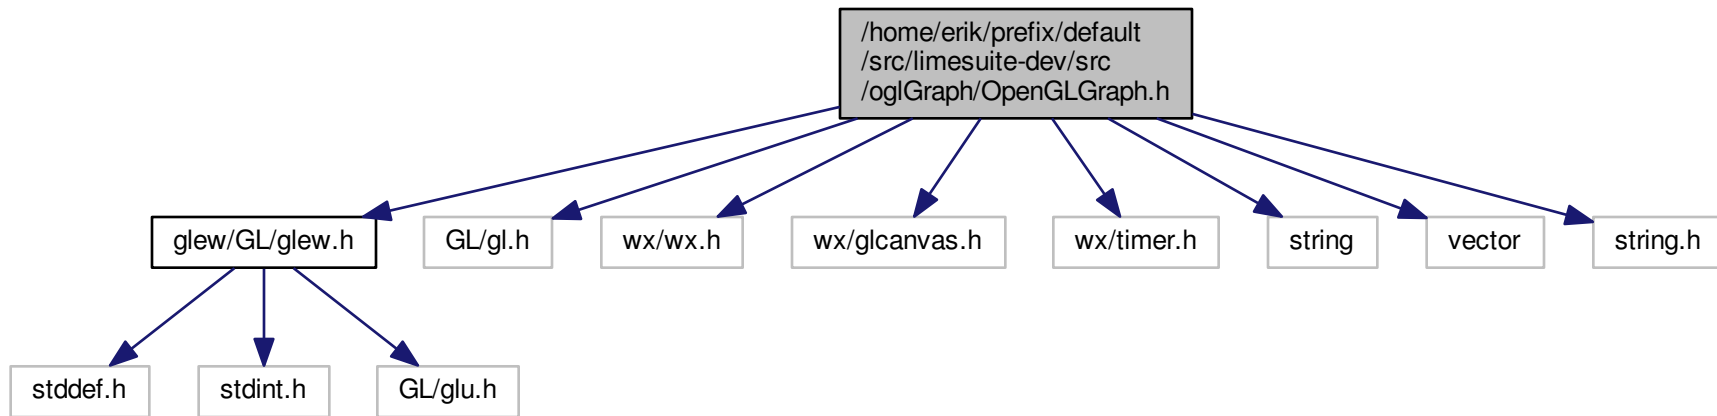 /home/erik/prefix/default
/src/limesuite-dev/src
/oglGraph/OpenGLGraph.h
glew/GL/glew.h
GL/gl.h
wx/wx.h
wx/glcanvas.h
wx/timer.h
string
vector
string.h
stddef.h
stdint.h
GL/glu.h